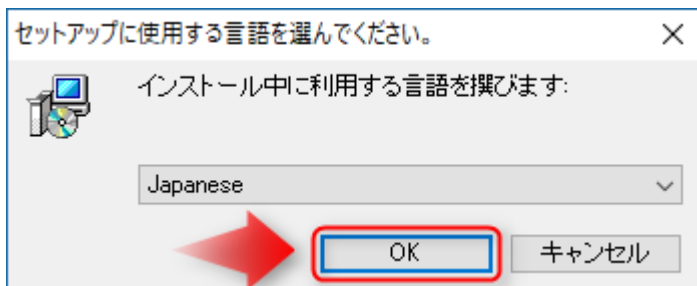 セットアップに使用する言語を選んでください。
インストール中に利用する言語を撰びます:
Japanese
OK キャンセル